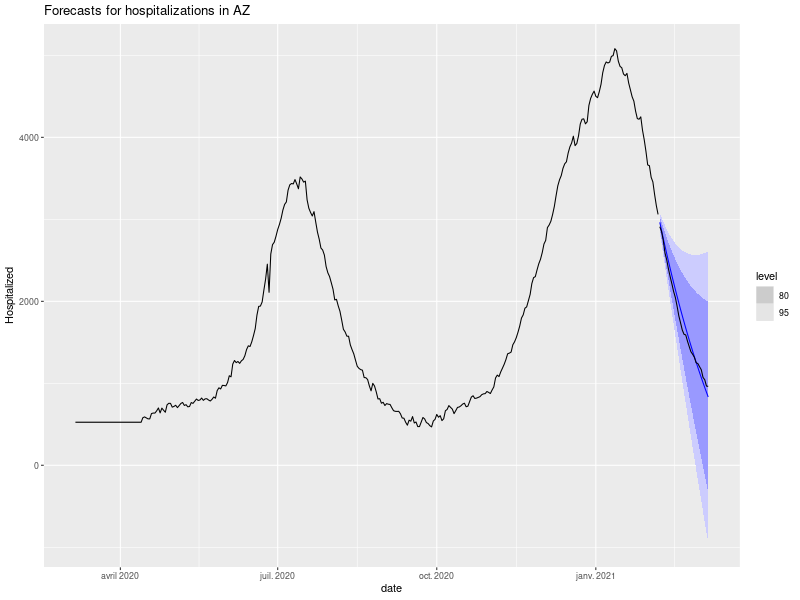 Forecasts for hospitalizations in AZ
Hospitalized
4000
2000
0
avril 2020
juil. 2020
oct. 2020
janv. 2021
date
level
80
95